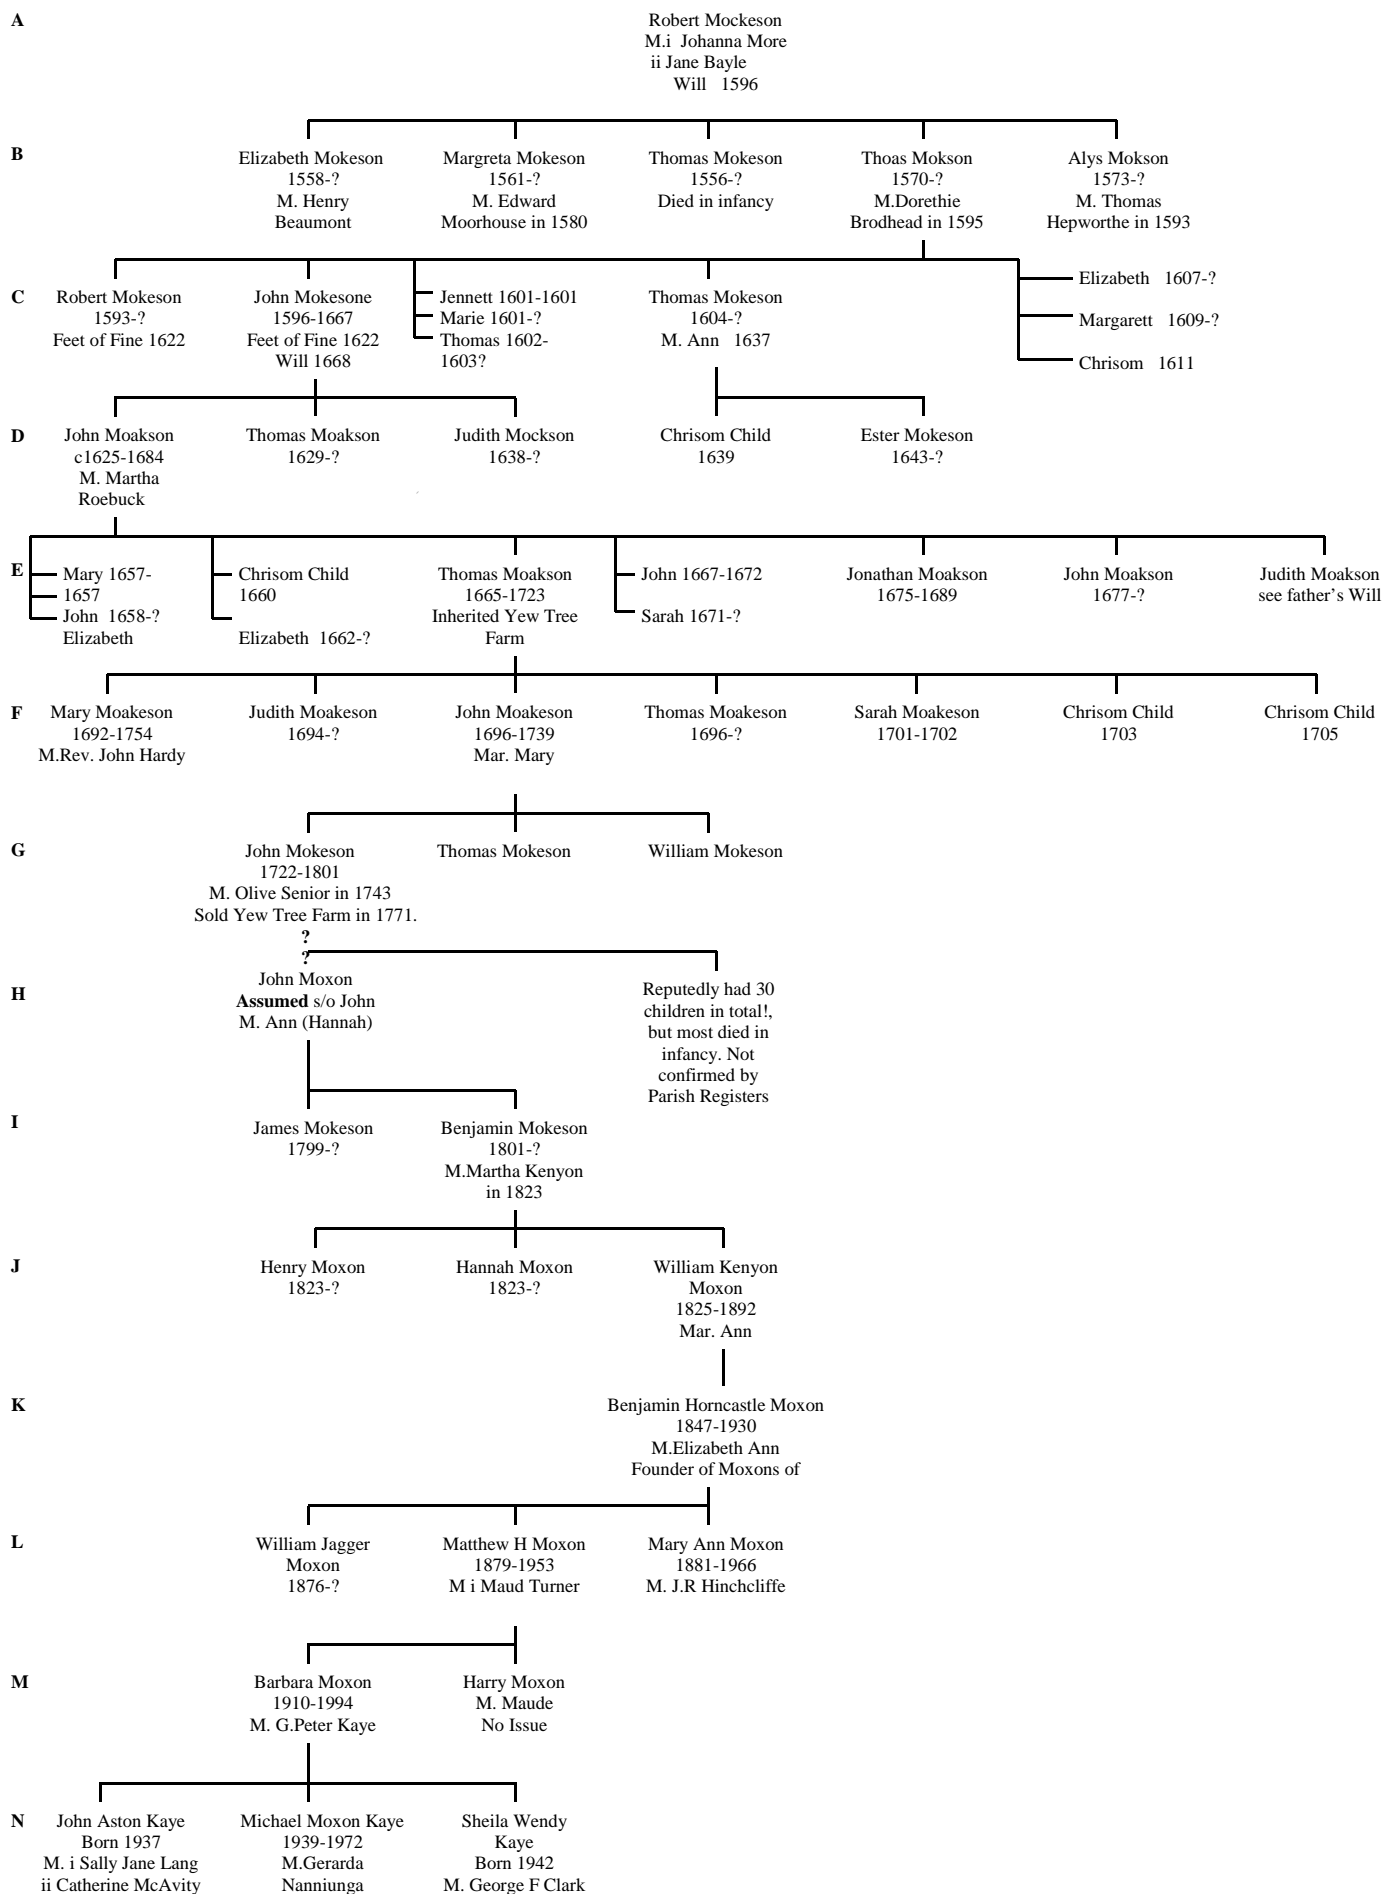 A
Robert Mockeson
M.i Johanna More
ii Jane Bayle
Will 1596
B
Elizabeth Mokeson
1558-?
M. Henry
Beaumont
Margreta Mokeson
1561-?
M. Edward
Moorhouse in 1580
Thomas Mokeson
1556-?
Died in infancy
Thoas Mokson
1570-?
M.Dorethie
Brodhead in 1595
Alys Mokson
1573-?
M. Thomas
Hepworthe in 1593
C
Robert Mokeson
1593-?
Feet of Fine 1622
John Mokesone
1596-1667
Feet of Fine 1622
Will 1668
Jennett 1601-1601
Marie 1601-?
Thomas 1602-
1603?
Thomas Mokeson
1604-?
M. Ann 1637
Elizabeth 1607-?
Margarett 1609-?
Chrisom 1611
D
John Moakson
c1625-1684
M. Martha
Roebuck
Thomas Moakson
1629-?
Judith Mockson
1638-?
Chrisom Child
1639
Ester Mokeson
1643-?
E
Mary 1657-
1657
John 1658-?
Elizabeth
Chrisom Child
1660
Elizabeth 1662-?
Thomas Moakson
1665-1723
Inherited Yew Tree
Farm
John 1667-1672
Sarah 1671-?
Jonathan Moakson
1675-1689
John Moakson
1677-?
Judith Moakson
see father's Will
F
Mary Moakeson
1692-1754
M.Rev. John Hardy
Judith Moakeson
1694-?
John Moakeson
1696-1739
Mar. Mary
Thomas Moakeson
1696-?
Sarah Moakeson
1701-1702
Chrisom Child
1703
Chrisom Child
1705
G
John Mokeson
1722-1801
M. Olive Senior in 1743
Sold Yew Tree Farm in 1771.
?
?
Thomas Mokeson
William Mokeson
H
John Moxon
Assumed s/o John
M. Ann (Hannah)
Reputedly had 30
children in total!,
but most died in
infancy. Not
confirmed by
Parish Registers
I
James Mokeson
1799-?
Benjamin Mokeson
1801-?
M.Martha Kenyon
in 1823
J
Henry Moxon
1823-?
Hannah Moxon
1823-?
William Kenyon
Moxon
1825-1892
Mar. Ann
K
Benjamin Horncastle Moxon
1847-1930
M.Elizabeth Ann
Founder of Moxons of
L
William Jagger
Moxon
1876-?
Matthew H Moxon
1879-1953
M i Maud Turner
Mary Ann Moxon
1881-1966
M. J.R Hinchcliffe
M
Barbara Moxon
1910-1994
M. G.Peter Kaye
Harry Moxon
M. Maude
No Issue
N
John Aston Kaye
Born 1937
M. i Sally Jane Lang
ii Catherine McAvity
Michael Moxon Kaye
1939-1972
M.Gerarda
Nanniunga
Sheila Wendy
Kaye
Born 1942
M. George F Clark